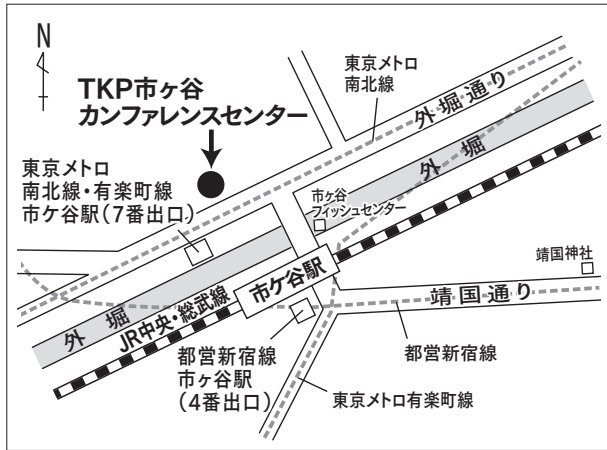 N
TKP市ヶ谷
カンファレンスセンター
東京メトロ
南北線
外堀通り
外堀
東京メトロ
南北線・有楽町線
市ケ谷駅(7番出口)
市ケ谷
フィッシュセンター
靖国神社
市ケ谷駅
靖国通り
外堀
JR中央・総武線
都営新宿線
市ヶ谷駅
(4番出口)
都営新宿線
東京メトロ有楽町線